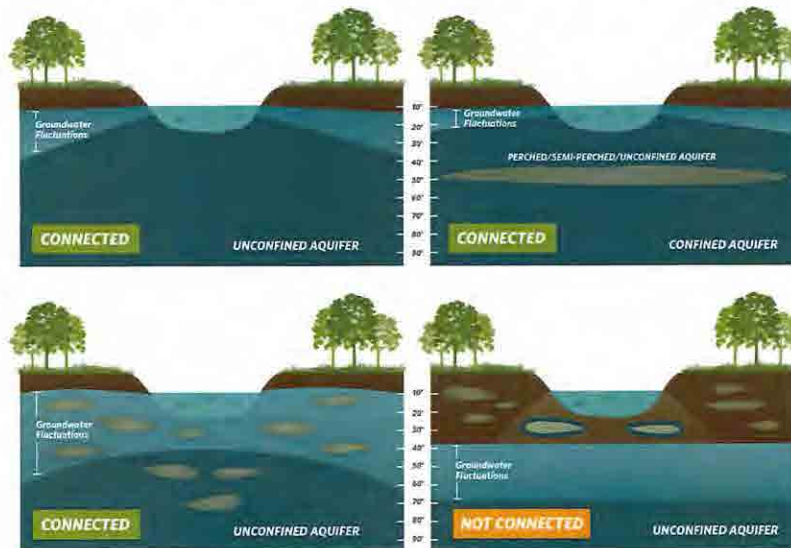 Groundwater
Fluctuations
CONNECTED
UNCONFINED AQUIFER
10'
20'
30'
40'
50'
60'
70'
80'
90'
Groundwater
Fluctuations
PERCHED/SEMI-PERCHED/UNCONFINED AQUIFER
CONNECTED
CONFINED AQUIFER
Groundwater
Fluctuations
CONNECTED
UNCONFINED AQUIFER
10'
20'
30'
40'
50'
60'
70'
80'
90'
Groundwater
Fluctuations
NOT CONNECTED
UNCONFINED AQUIFER